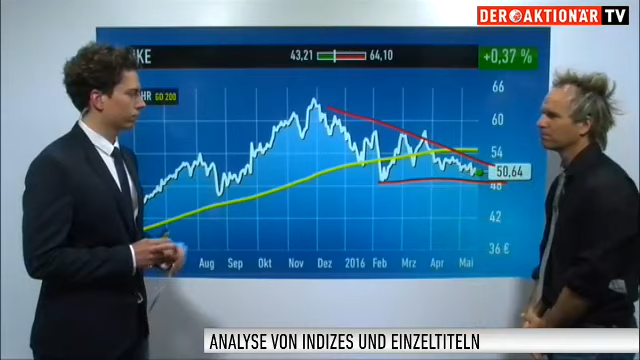 DER AKTIONÄR TV
IKE 43,21 64,10 +0,37 %
HR GD 200
66
60
54
50,64
48
42
36 €
Aug Sep Okt Nov Dez 2016 Feb Mrz Apr Mai
ANALYSE VON INDIZES UND EINZELTITELN